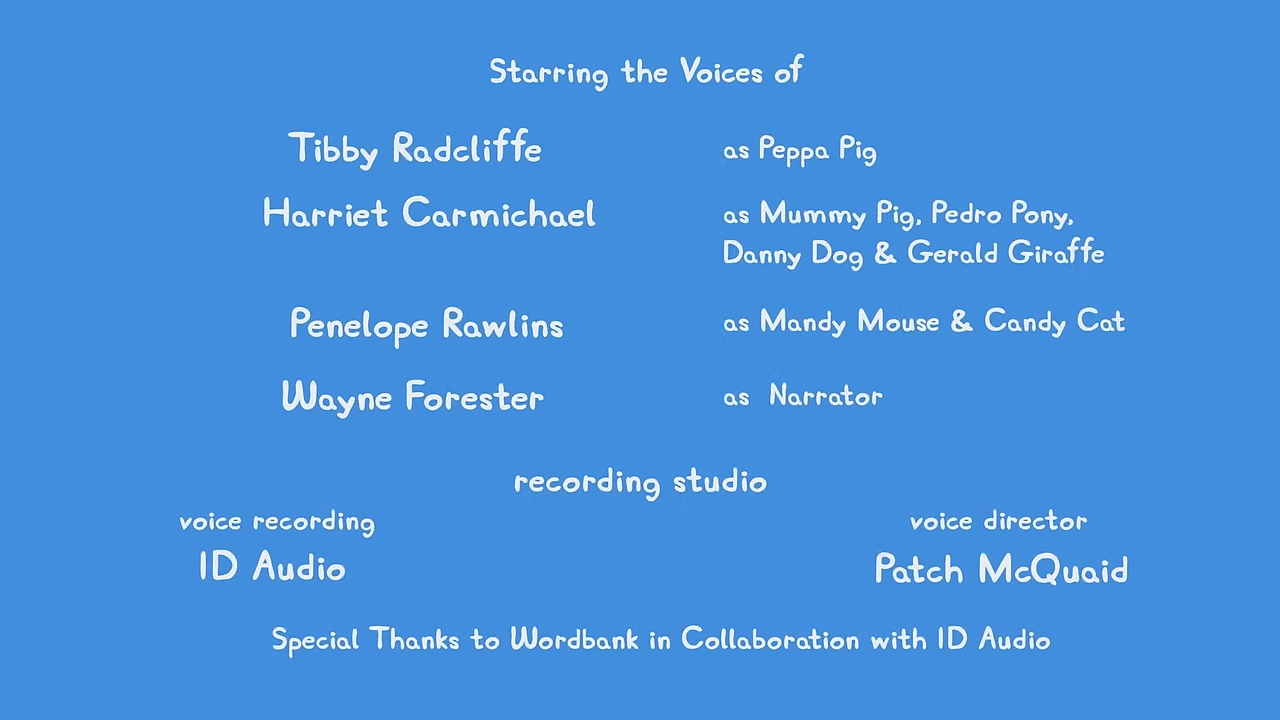 Starring the Voices of
Tibby Radcliffe as Peppa Pig
Harriet Carmichael as Mummy Pig, Pedro Pony,
Danny Dog & Gerald Giraffe
Penelope Rawlins as Mandy Mouse & Candy Cat
Wayne Forester as Narrator
recording studio
voice recording voice director
ID Audio Patch McQuaid
Special Thanks to Wordbank in Collaboration with ID Audio